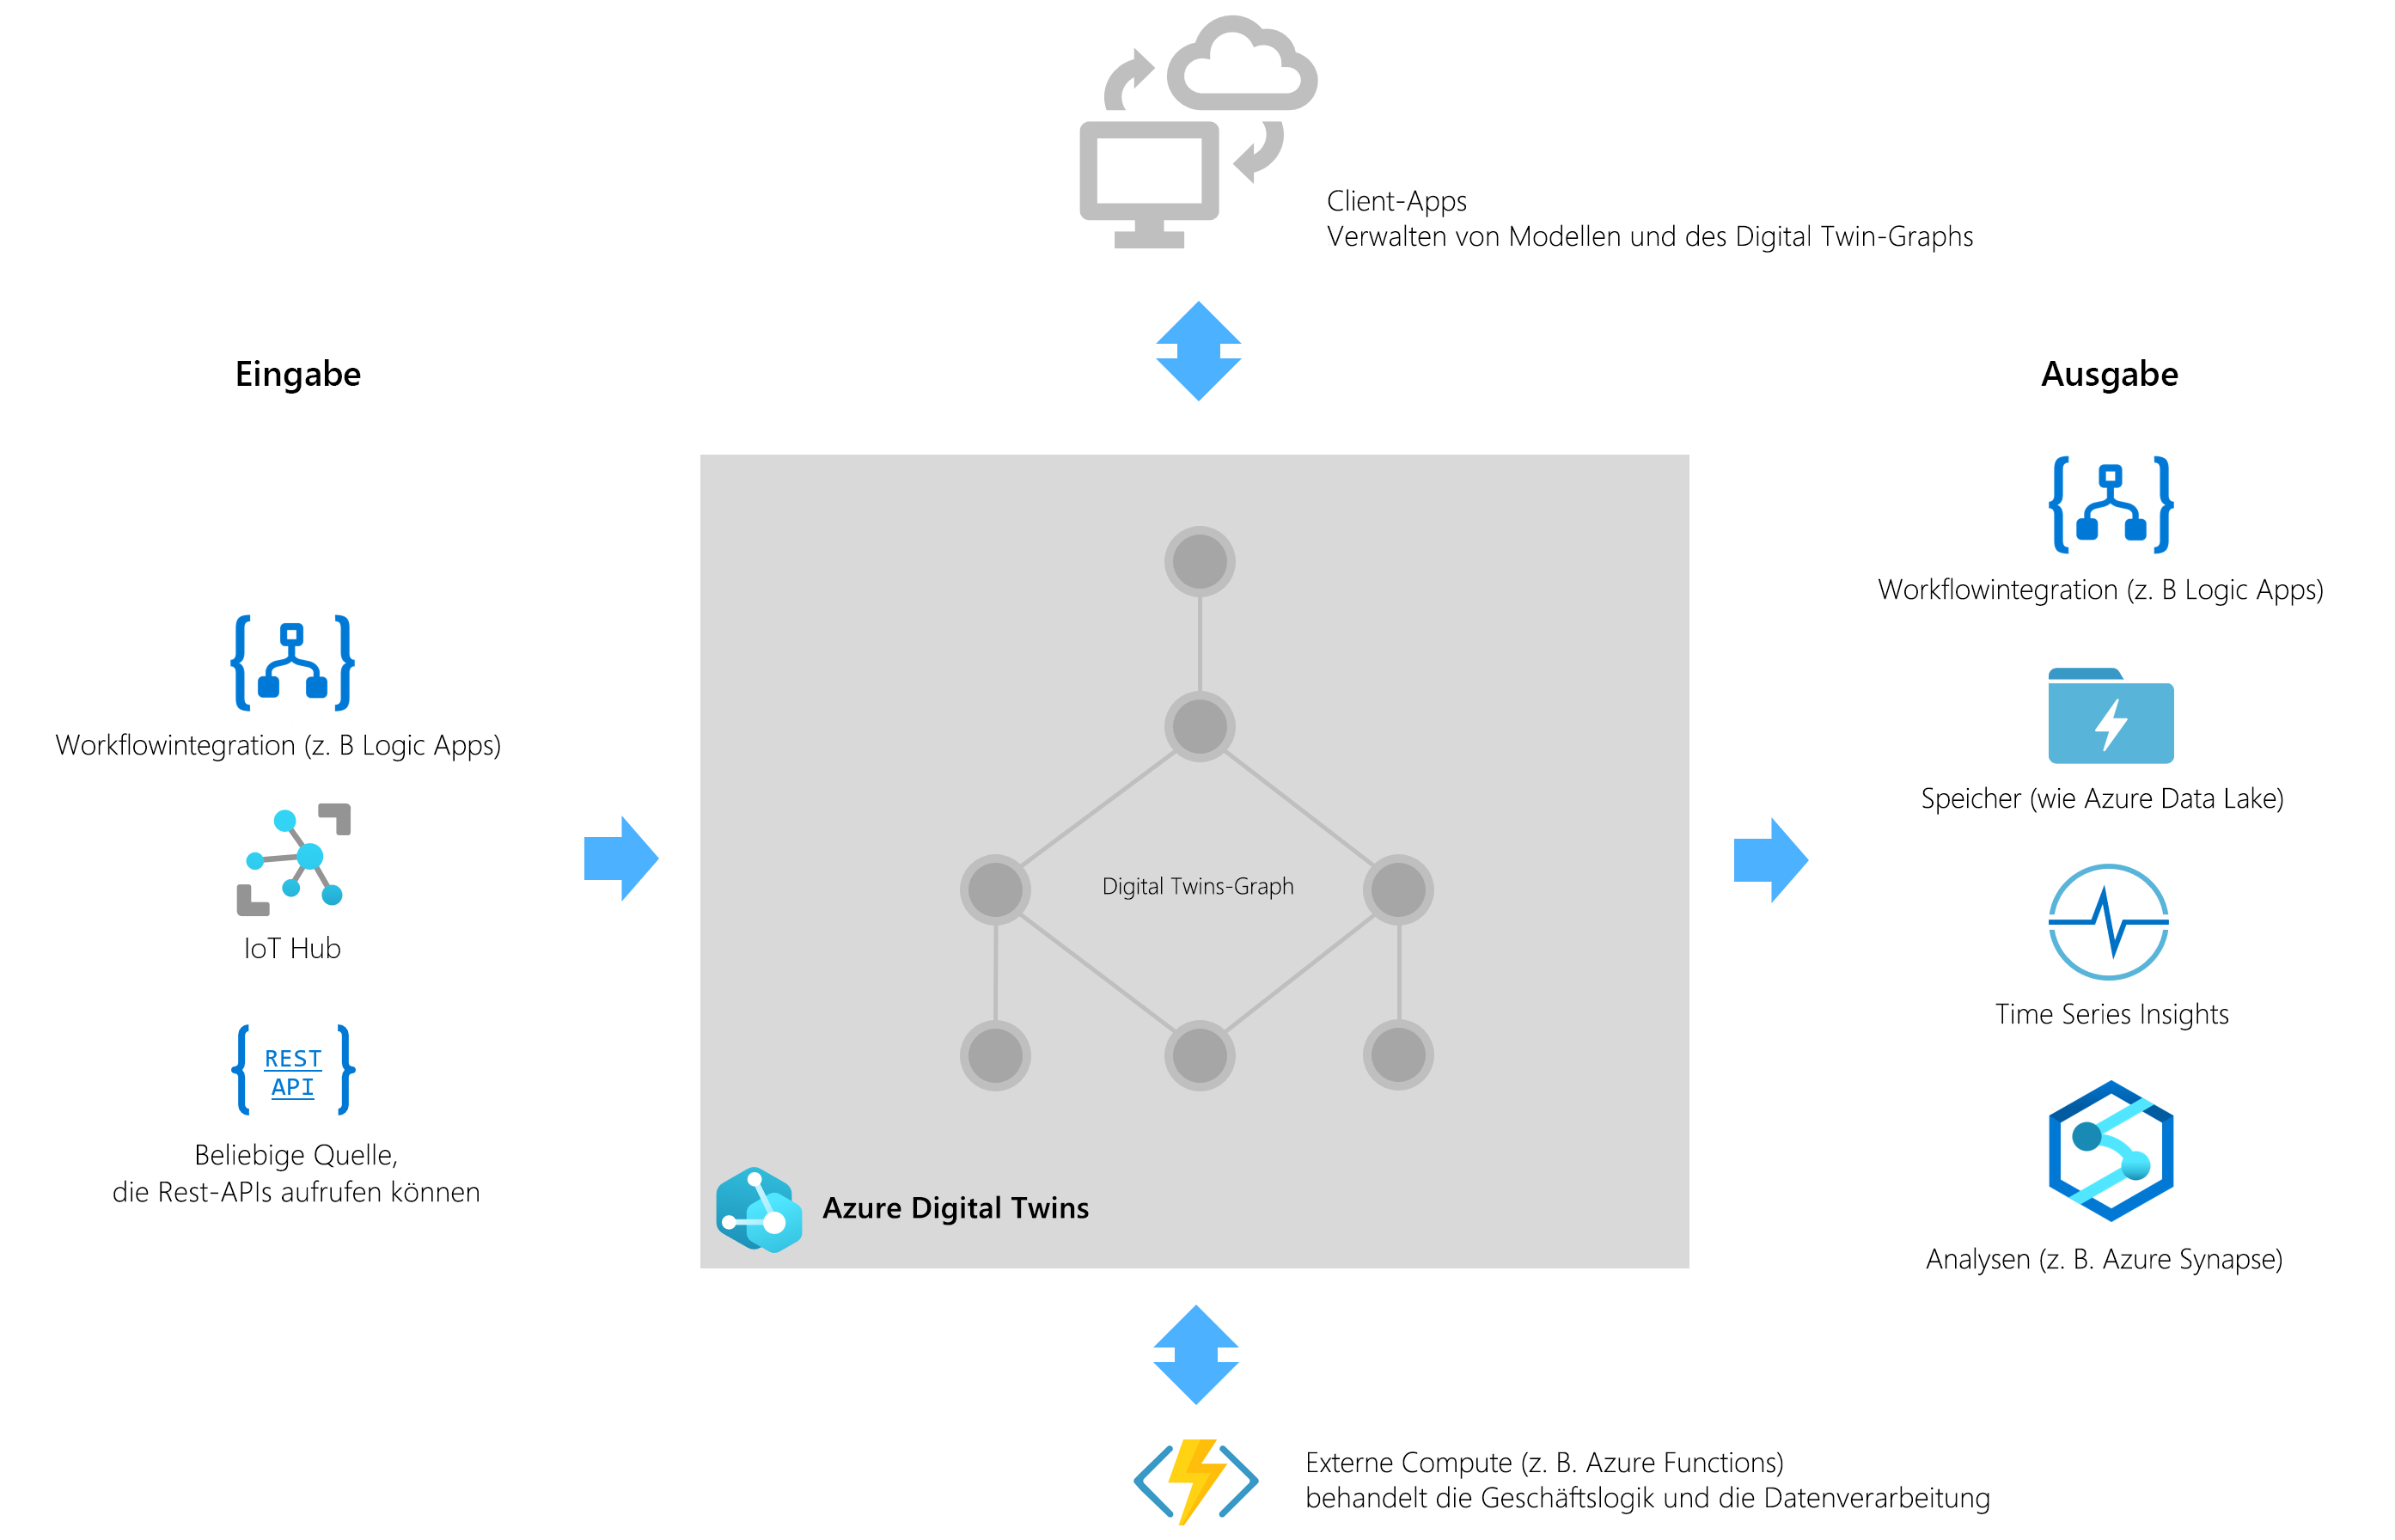 Client-Apps
Verwalten von Modellen und des Digital Twin-Graphs
Eingabe
Workflowintegration (z. B Logic Apps)
IoT Hub
REST
API
Beliebige Quelle,
die Rest-APIs aufrufen können
Digital Twins-Graph
Azure Digital Twins
Ausgabe
Workflowintegration (z. B Logic Apps)
Speicher (wie Azure Data Lake)
Time Series Insights
Analysen (z. B. Azure Synapse)
Externe Compute (z. B. Azure Functions)
behandelt die Geschäftslogik und die Datenverarbeitung